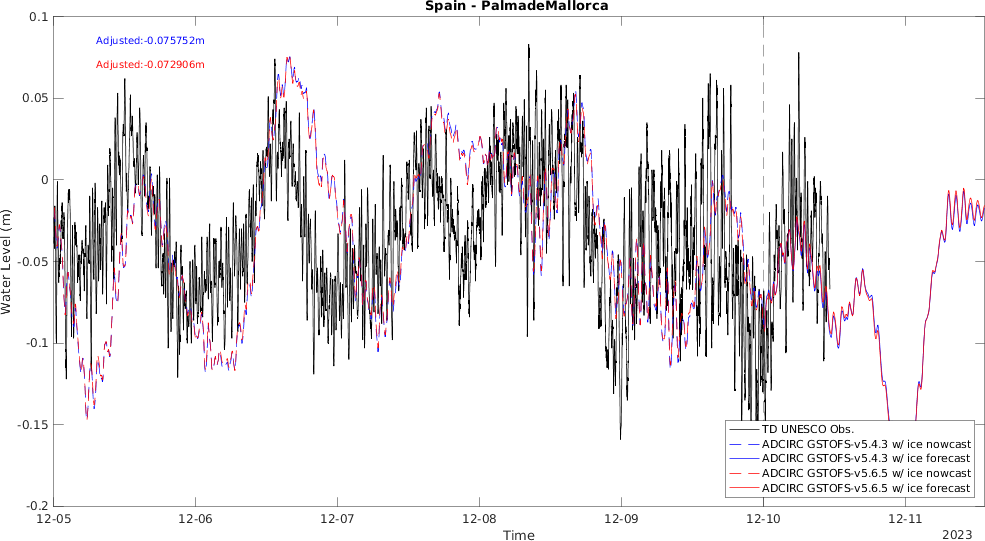 Spain - PalmadeMallorca
Adjusted:-0.075752m
Adjusted:-0.072906m
Water Level (m)
0.1
0.05
0
-0.05
-0.1
-0.15
-0.2
TD UNESCO Obs.
ADCIRC GSTOFS-v5.4.3 w/ ice nowcast
ADCIRC GSTOFS-v5.4.3 w/ ice forecast
ADCIRC GSTOFS-v5.6.5 w/ ice nowcast
ADCIRC GSTOFS-v5.6.5 w/ ice forecast
12-05 12-06 12-07 12-08 12-09 12-10 12-11
Time
2023